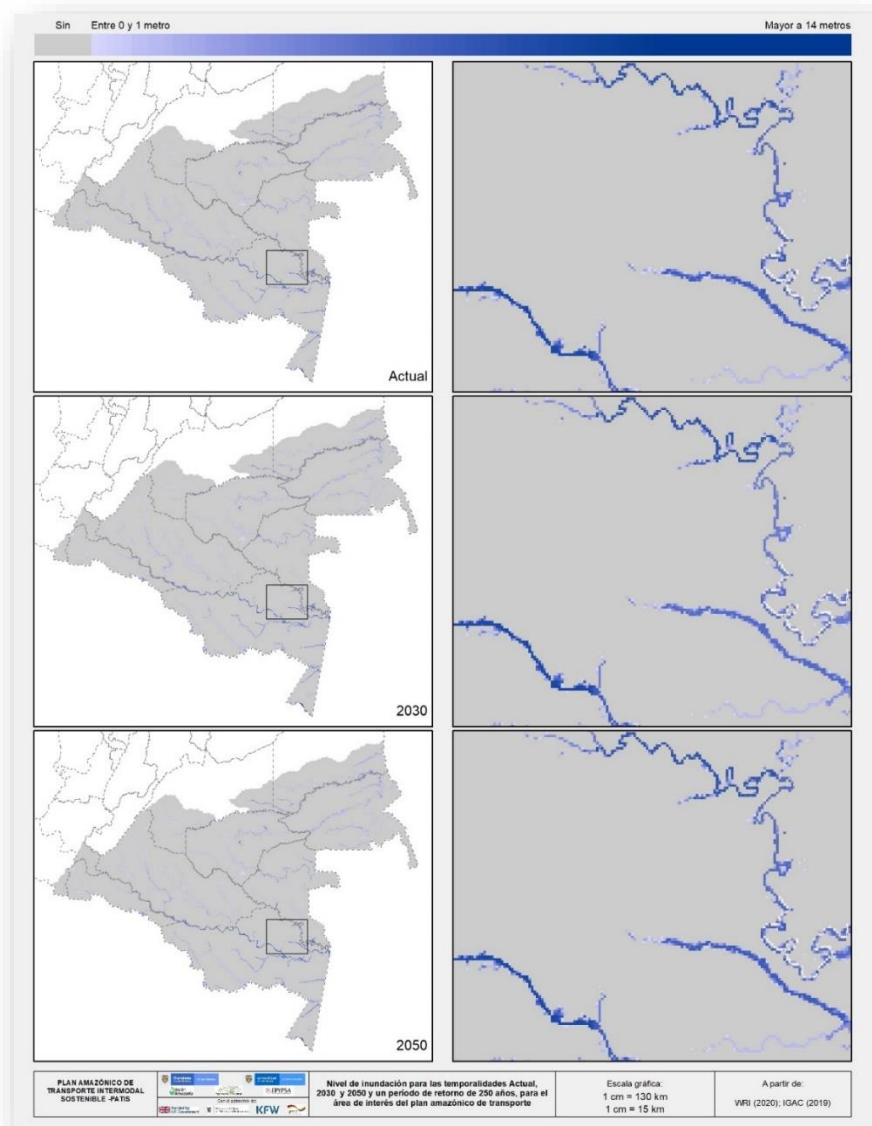 Sin Entre 0 y 1 metro Mayor a 14 metros
Actual
2030
2050
PLAN AMAZÓNICO DE
TRANSPORTE INTERMODAL
SOSTENIBLE -PATIS
KFW
Nivel de inundación para las temporalidades Actual,
2030 y 2050 y un período de retorno de 250 años, para el
área de interés del plan amazónico de transporte
Escala gráfica:
1 cm = 130 km
1 cm = 15 km
A partir de:
WRI (2020); IGAC (2019)